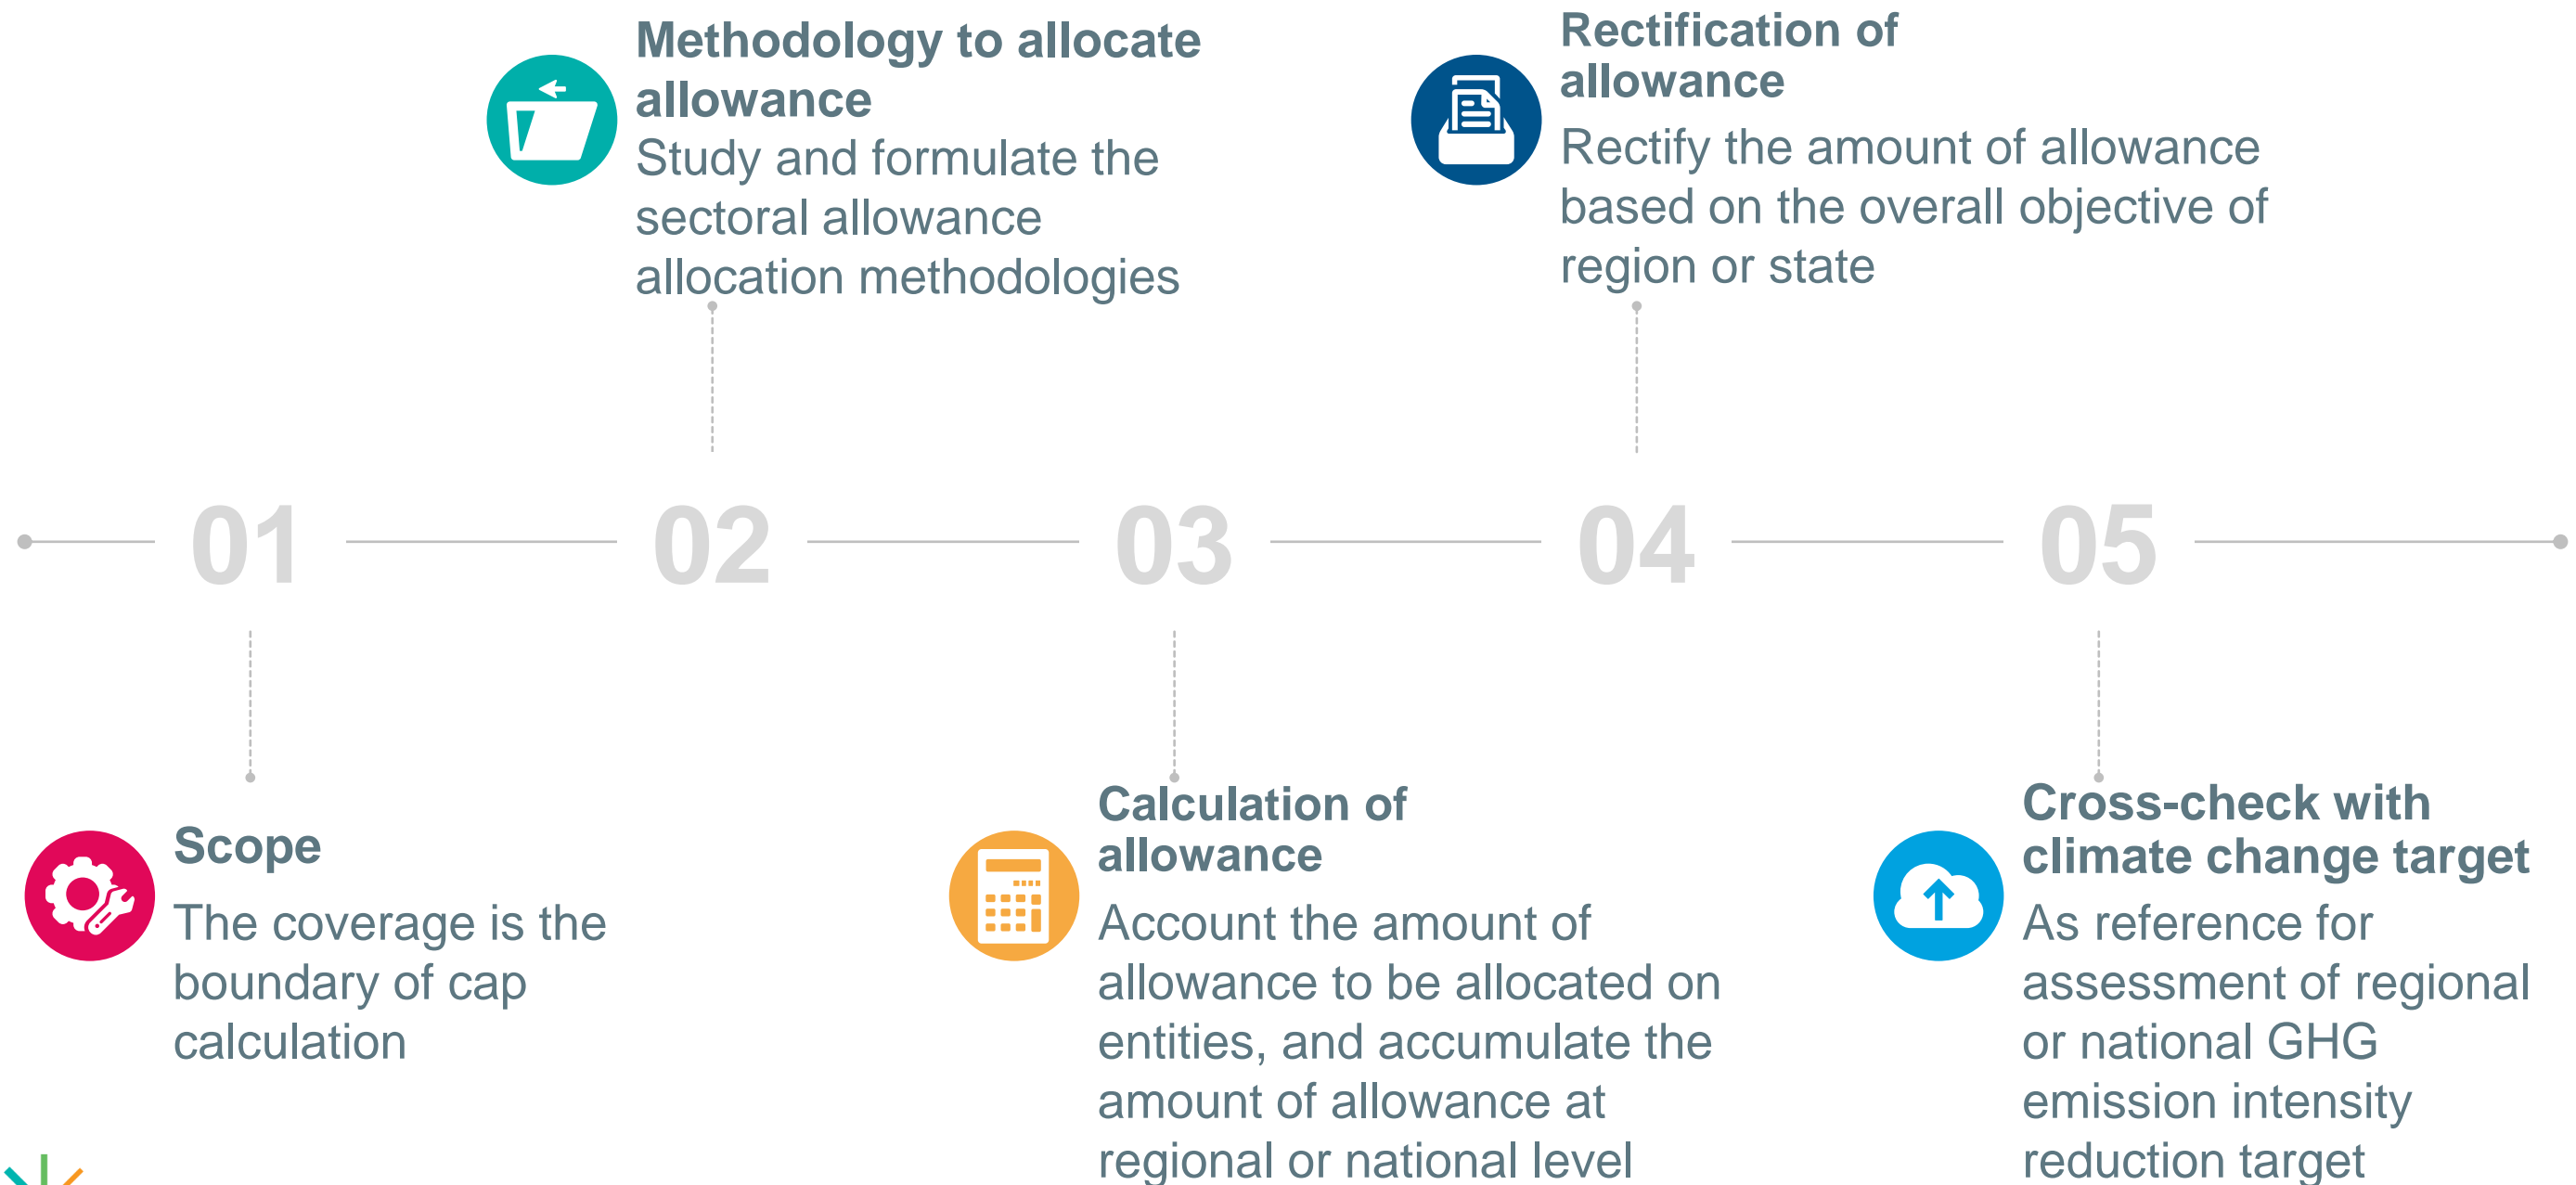 Methodology to allocate
allowance
Study and formulate the
sectoral allowance
allocation methodologies
Rectification of
allowance
Rectify the amount of allowance
based on the overall objective of
region or state
01
02
03
04
05
Scope
The coverage is the
boundary of cap
calculation
Calculation of
allowance
Account the amount of
allowance to be allocated on
entities, and accumulate the
amount of allowance at
regional or national level
Cross-check with
climate change target
As reference for
assessment of regional
or national GHG
emission intensity
reduction target